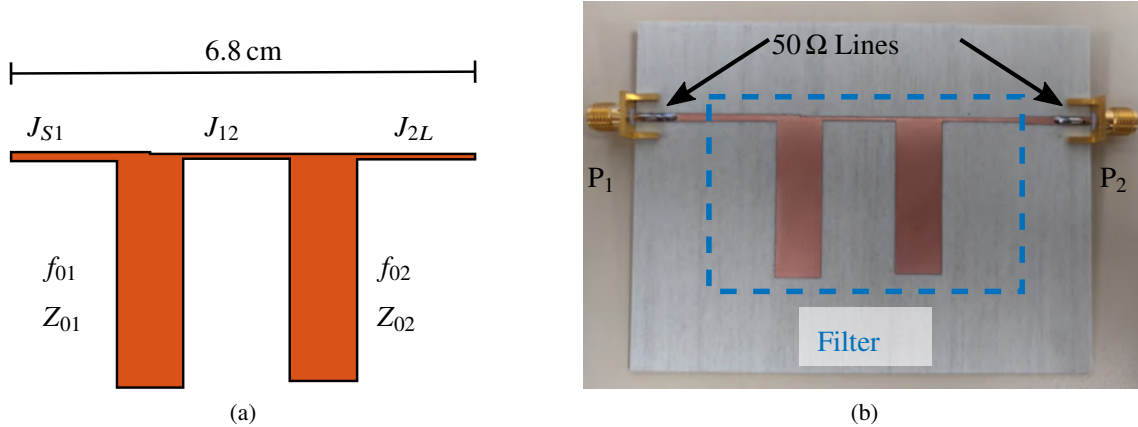 6.8 cm
J_{S1} J_{12} J_{2L}
f_{01} f_{02}
Z_{01} Z_{02}
(a)
50 Ω Lines
P_1 P_2
Filter
(b)